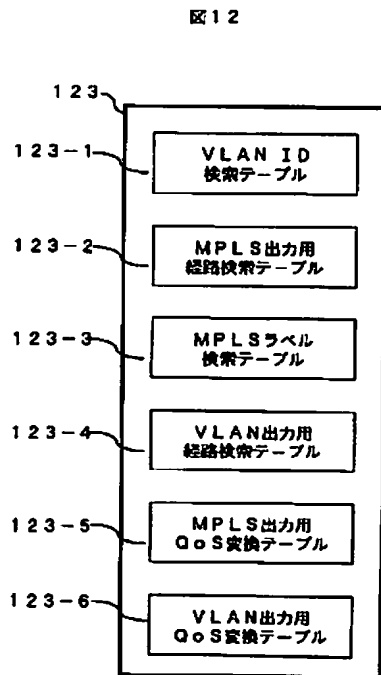 図12
123
123-1
VLAN ID
検索テーブル
123-2
MPLS出力用
経路検索テーブル
123-3
MPLSラベル
検索テーブル
123-4
VLAN出力用
経路検索テーブル
123-5
MPLS出力用
QoS変換テーブル
123-6
VLAN出力用
QoS変換テーブル